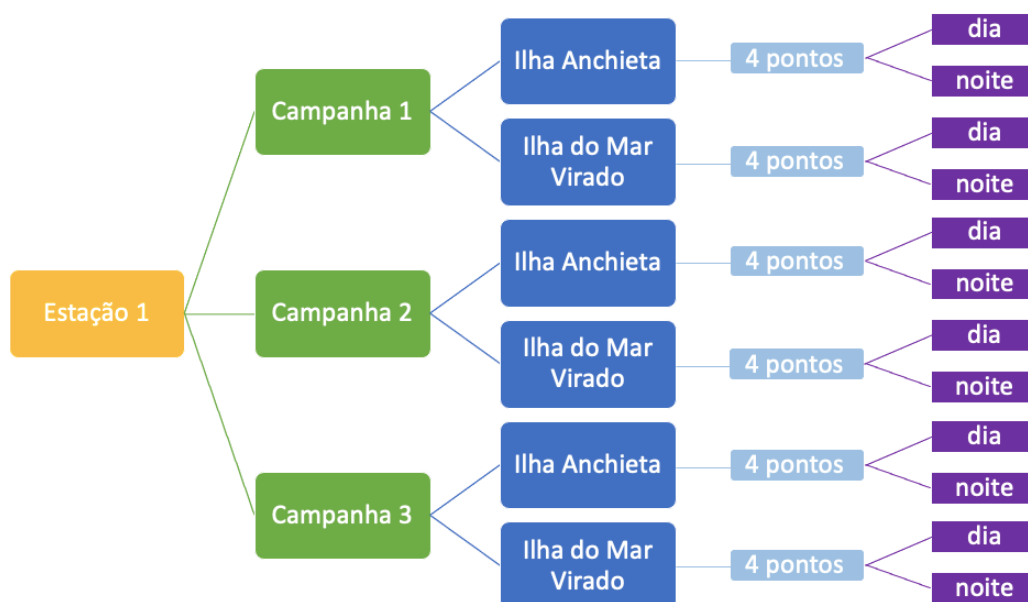 Estação 1
Campanha 1
Ilha Anchieta
4 pontos
dia
noite
Ilha do Mar
Virado
4 pontos
dia
noite
Campanha 2
Ilha Anchieta
4 pontos
dia
noite
Ilha do Mar
Virado
4 pontos
dia
noite
Campanha 3
Ilha Anchieta
4 pontos
dia
noite
Ilha do Mar
Virado
4 pontos
dia
noite